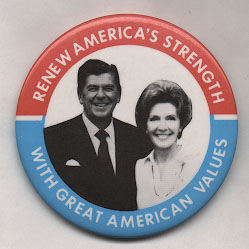 RENEW AMERICA'S STRENGTH
WITH GREAT AMERICAN VALUES